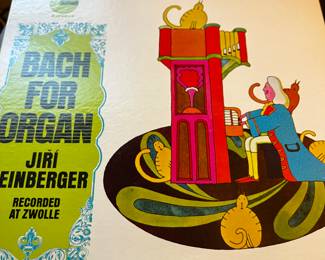 BACH
FOR
ORGAN
JIŘÍ
EINBERGER
RECORDED
AT ZWOLLE